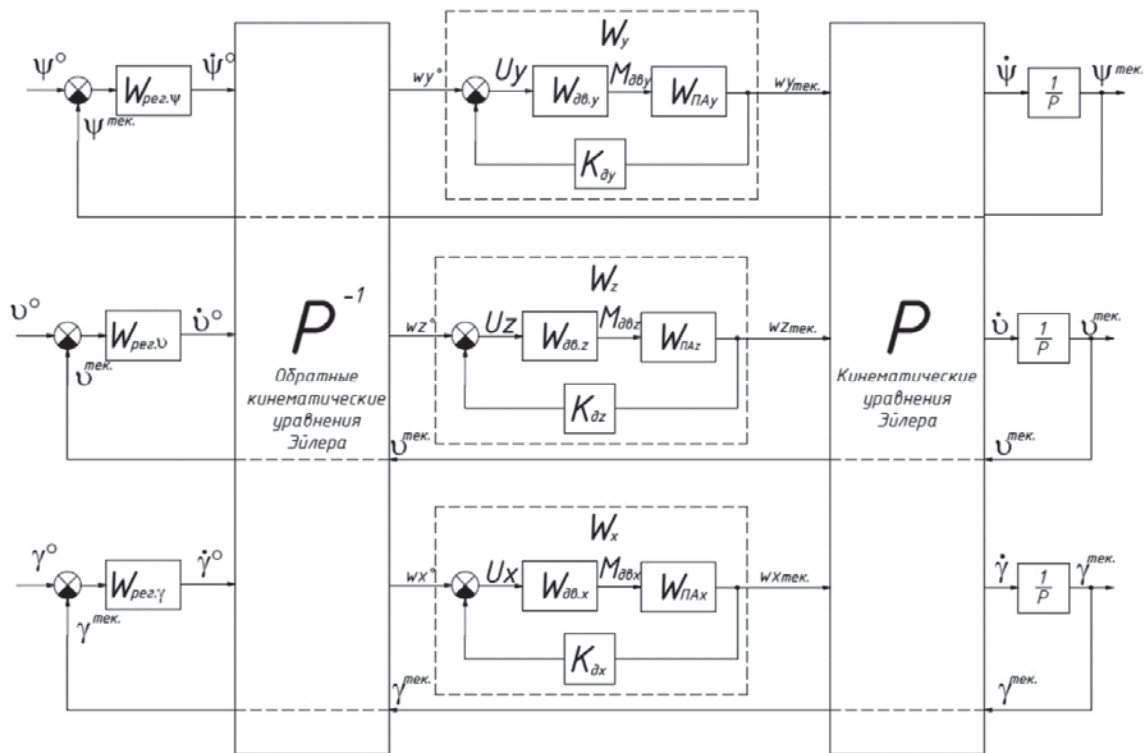 W_y
ψ° W_рег.ψ ψ̇° wy° Uy W_дв.y M_двy W_ПАy wy_тек. ψ̇ 1/P ψ^тек.
ψ^тек.
K_дy
W_z
υ° W_рег.υ υ̇° P^-1 wz° Uz W_дв.z M_двz W_ПАz wz_тек. P υ̇ 1/P υ^тек.
υ^тек.
Обратные
кинематические
уравнения
Эйлера
K_дz
Кинематические
уравнения
Эйлера
υ^тек. υ^тек.
W_x
γ° W_рег.γ γ̇° wx° Ux W_дв.x M_двx W_ПАx wx_тек. γ̇ 1/P γ^тек.
γ^тек.
K_дx
γ^тек. γ^тек.